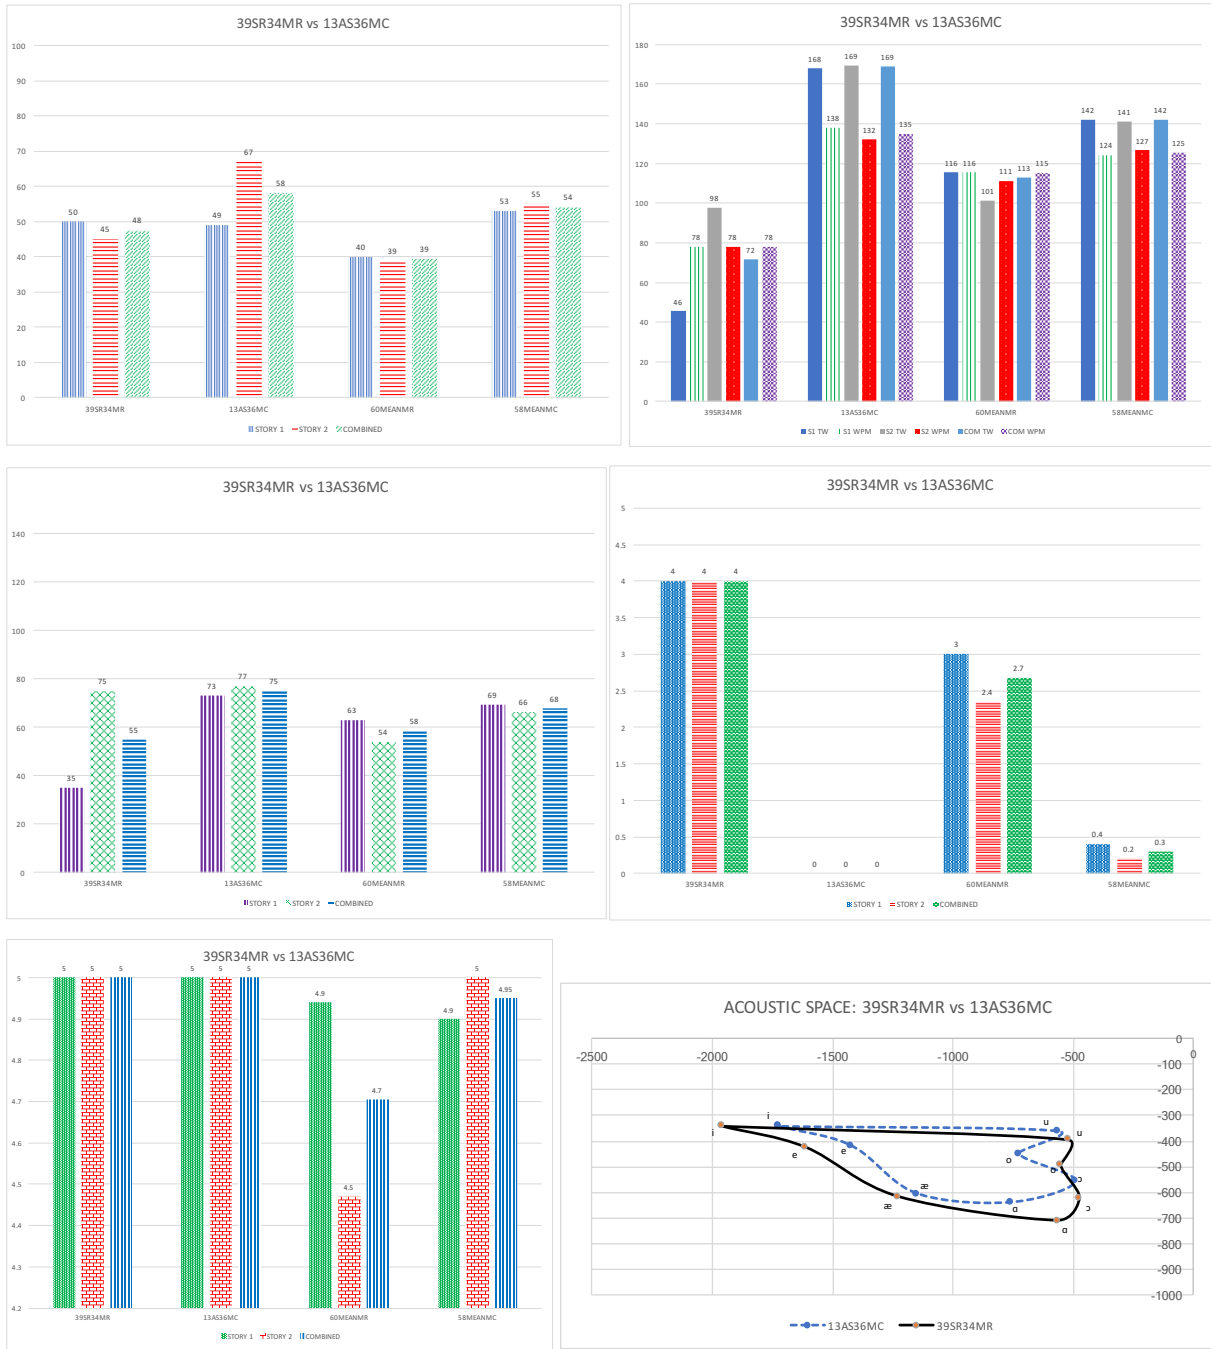 39SR34MR vs 13AS36MC
100
90
80
70
60
50
40
30
20
10
0
50
45
48
49
67
58
40
39
39
53
55
54
39SR34MR
13AS36MC
60MEANMR
58MEANMC
STORY 1
STORY 2
COMBINED
39SR34MR vs 13AS36MC
180
160
140
120
100
80
60
40
20
0
46
78
98
78
72
78
168
138
169
132
169
135
116
116
101
111
113
115
142
124
141
127
142
125
39SR34MR
13AS36MC
60MEANMR
58MEANMC
S1 TW
S1 WPM
S2 TW
S2 WPM
COM TW
COM WPM
39SR34MR vs 13AS36MC
140
120
100
80
60
40
20
0
35
75
55
73
77
75
63
54
58
69
66
68
39SR34MR
13AS36MC
60MEANMR
58MEANMC
STORY 1
STORY 2
COMBINED
39SR34MR vs 13AS36MC
5
4.5
4
3.5
3
2.5
2
1.5
1
0.5
0
4
4
4
0
0
0
3
2.4
2.7
0.4
0.2
0.3
39SR34MR
13AS36MC
60MEANMR
58MEANMC
STORY 1
STORY 2
COMBINED
39SR34MR vs 13AS36MC
5
4.9
4.8
4.7
4.6
4.5
4.4
4.3
4.2
5
5
5
5
5
5
4.9
4.5
4.7
4.9
5
4.95
39SR34MR
13AS36MC
60MEANMR
58MEANMC
STORY 1
STORY 2
COMBINED
ACOUSTIC SPACE: 39SR34MR vs 13AS36MC
-2500
-2000
-1500
-1000
-500
0
0
-100
-200
-300
-400
-500
-600
-700
-800
-900
-1000
i
i
e
e
æ
æ
ɑ
ɑ
ɔ
ɔ
o
o
u
u
13AS36MC
39SR34MR